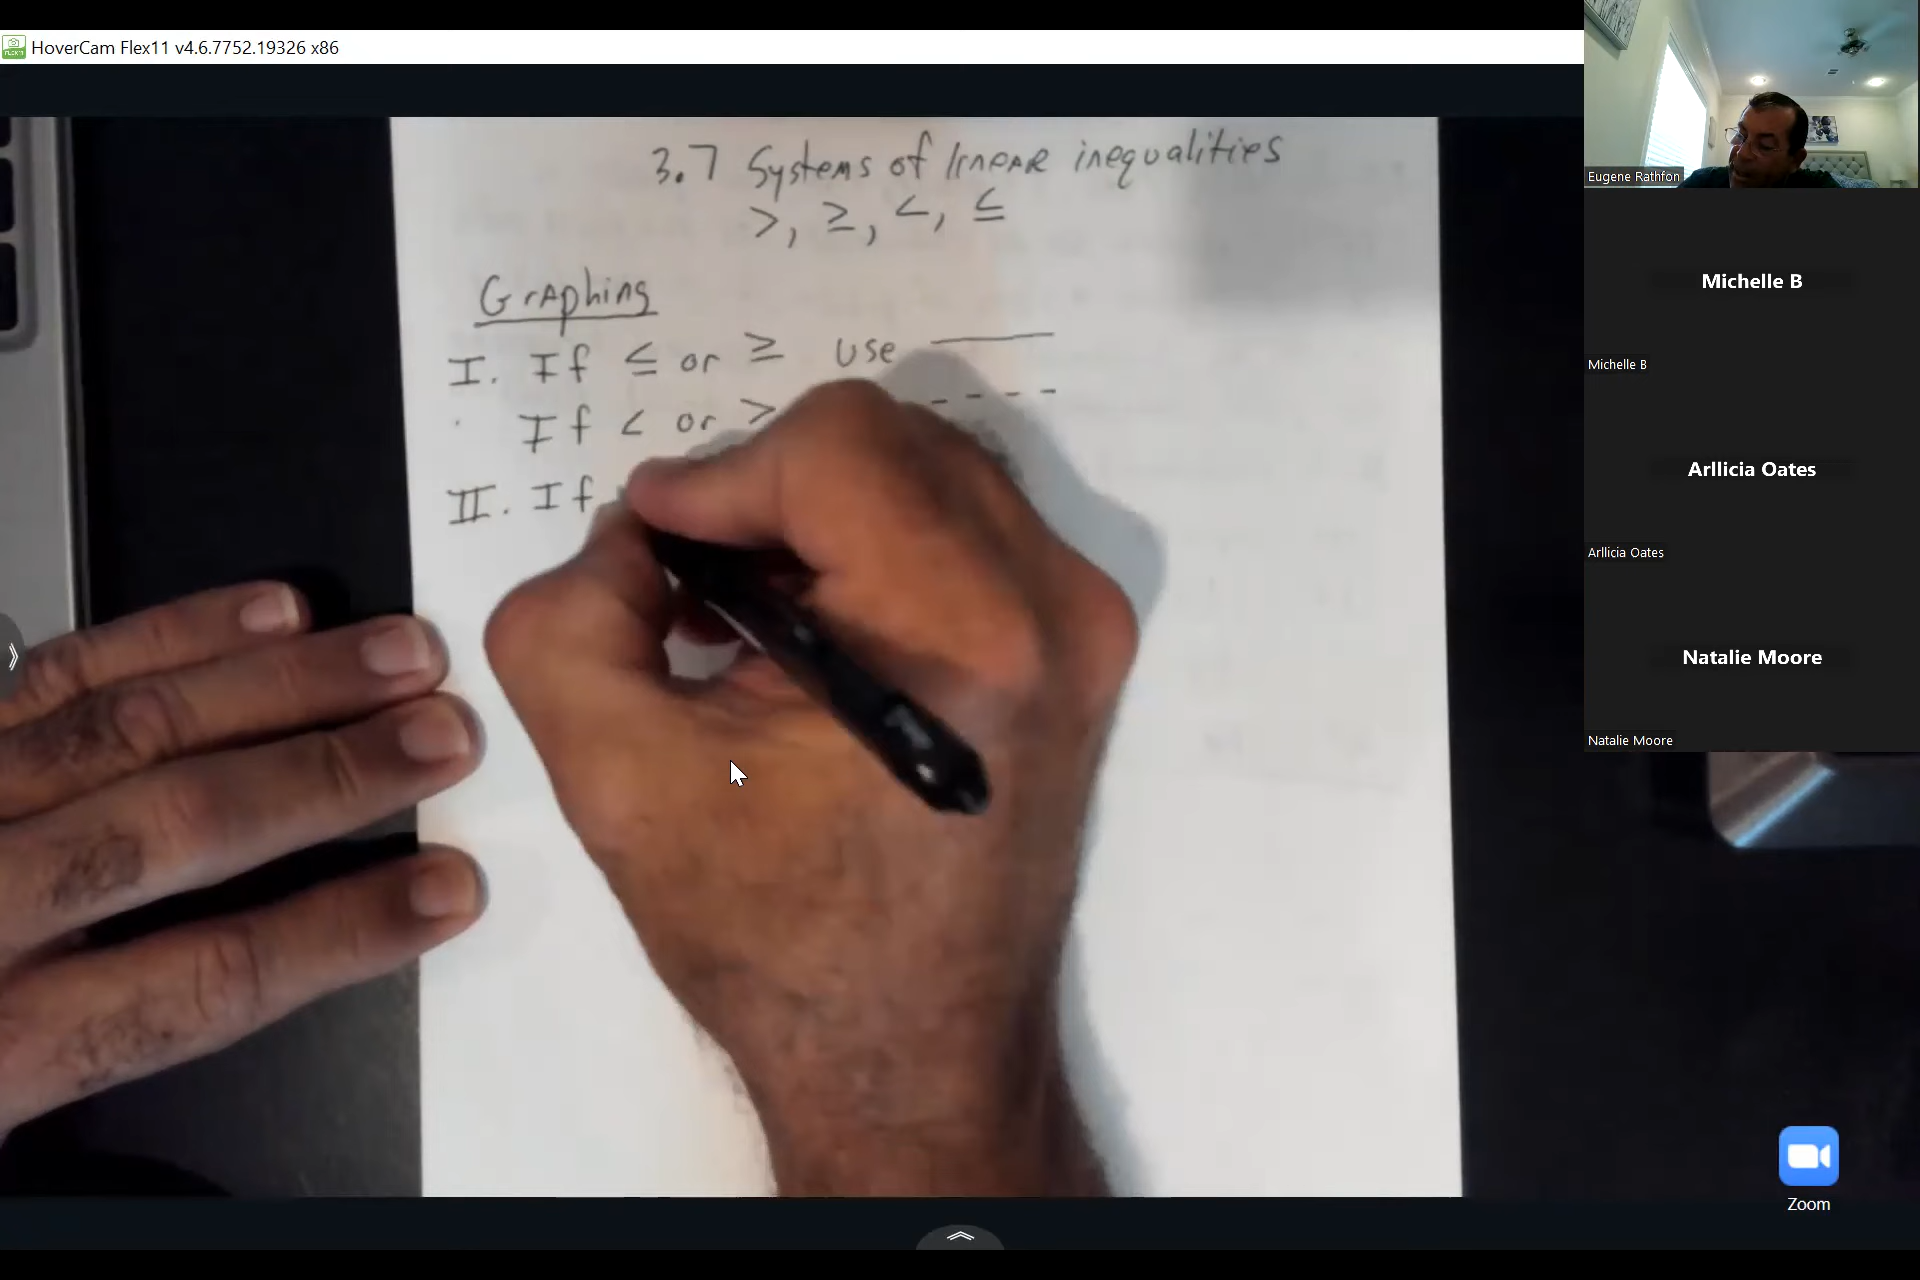 HoverCam Flex11 v4.6.7752.19326 x86
3.7 Systems of linear inequalities
>, ≥, <, ≤
Graphing
I. If ≤ or ≥ use ———
If < or > - - - -
II. If
Eugene Rathfon
Michelle B
Michelle B
Arllicia Oates
Arllicia Oates
Natalie Moore
Natalie Moore
Zoom